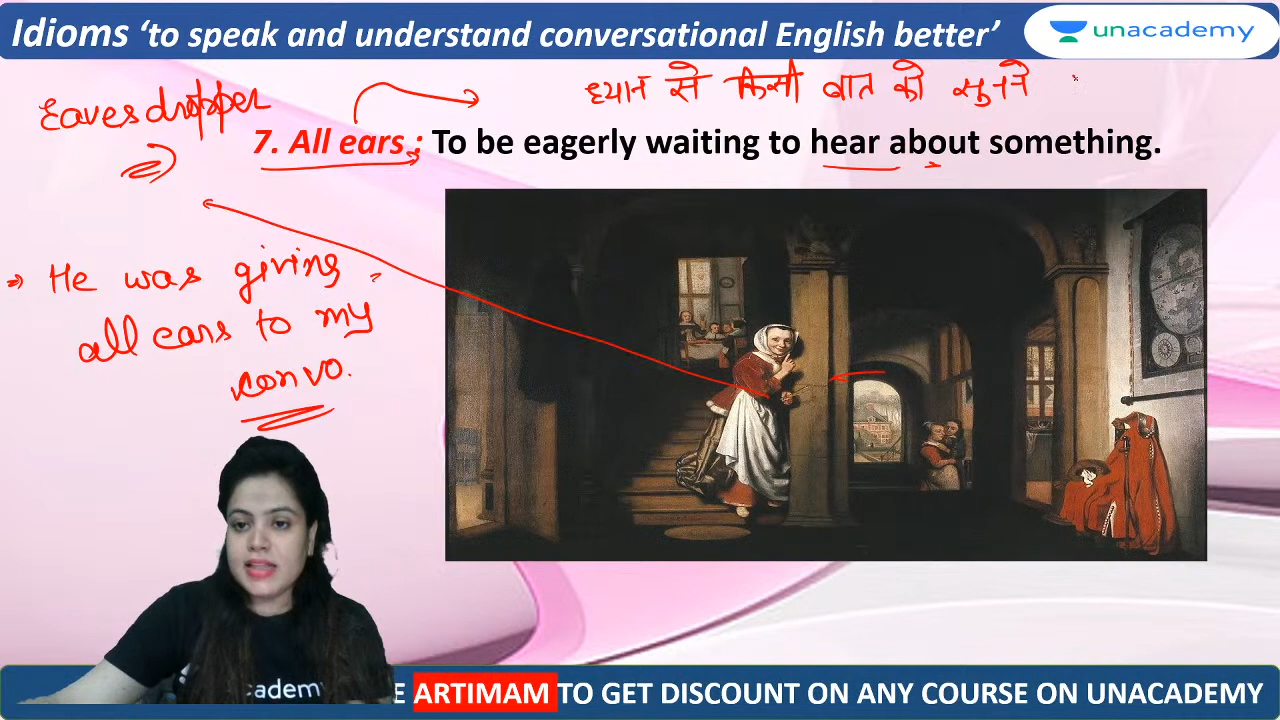 Idioms ‘to speak and understand conversational English better’
unacademy
Eavesdropper
ध्यान से किसी बात को सुनने
7. All ears : To be eagerly waiting to hear about something.
He was giving
all ears to my
convo.
academy
E ARTIMAM TO GET DISCOUNT ON ANY COURSE ON UNACADEMY